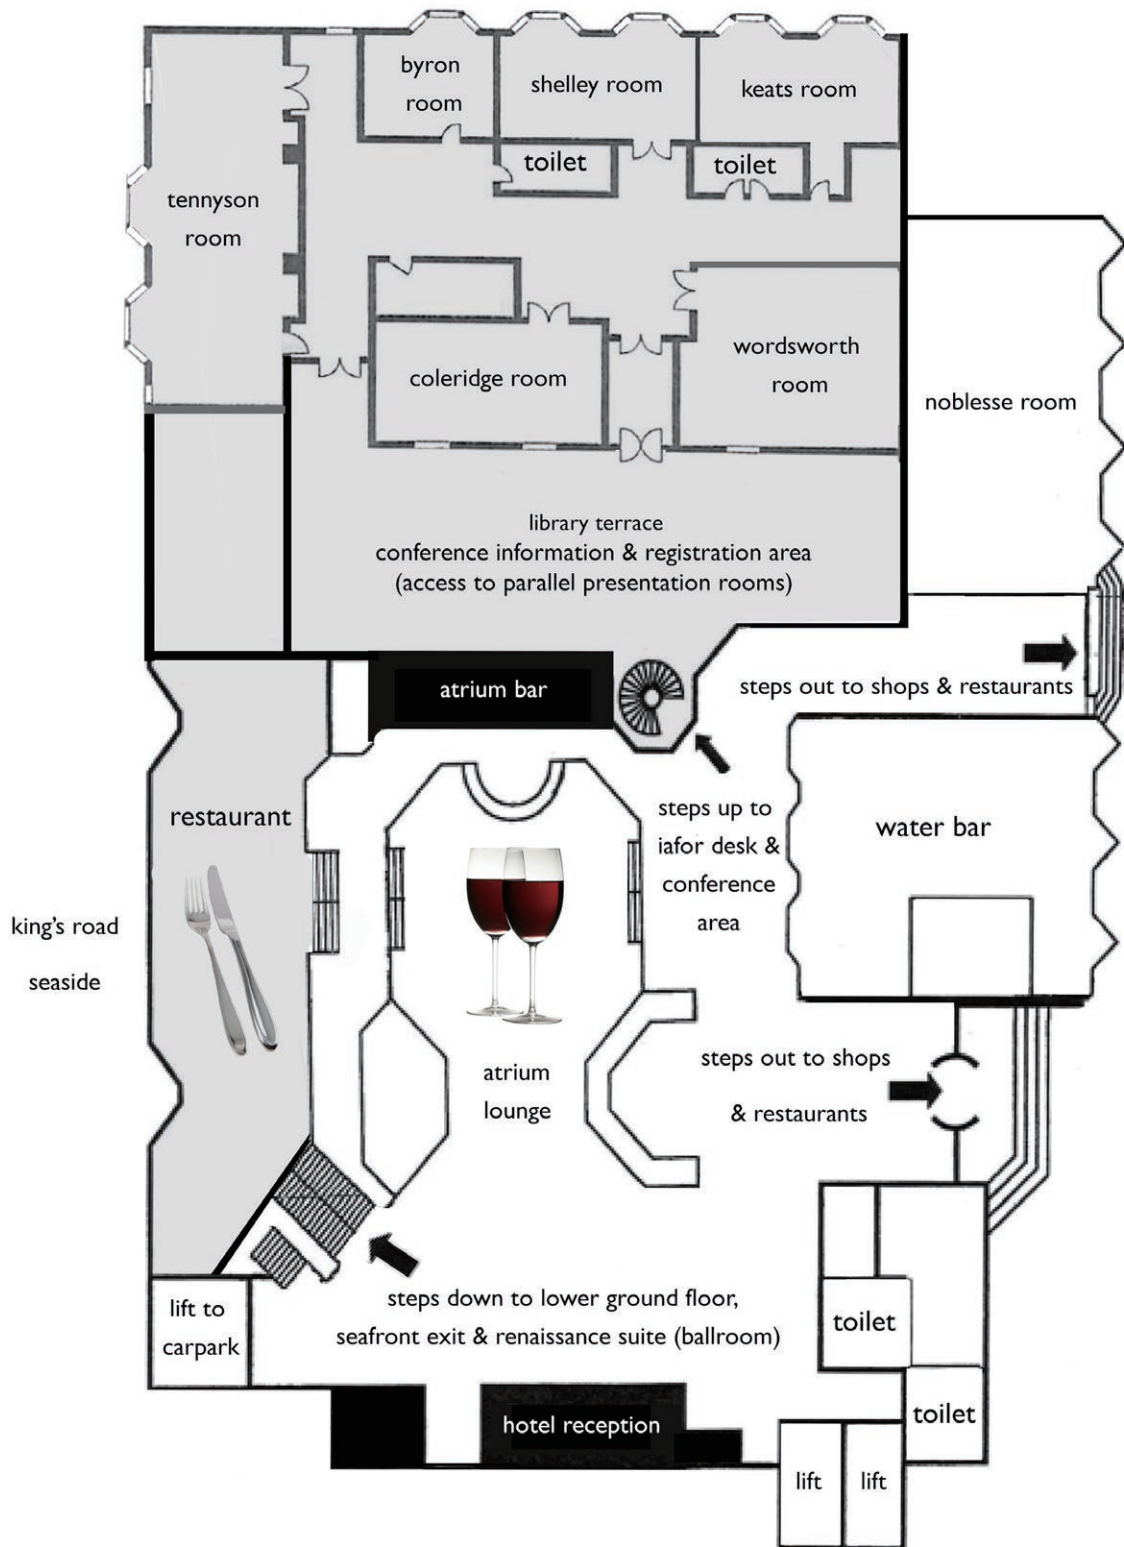 byron
room
shelley room
keats room
toilet
toilet
tennyson
room
wordsworth
room
coleridge room
noblesse room
library terrace
conference information & registration area
(access to parallel presentation rooms)
atrium bar
steps out to shops & restaurants
restaurant
steps up to
iafor desk &
conference
area
water bar
king's road
seaside
atrium
lounge
steps out to shops
& restaurants
steps down to lower ground floor,
seafront exit & renaissance suite (ballroom)
lift to
carpark
toilet
toilet
hotel reception
lift
lift